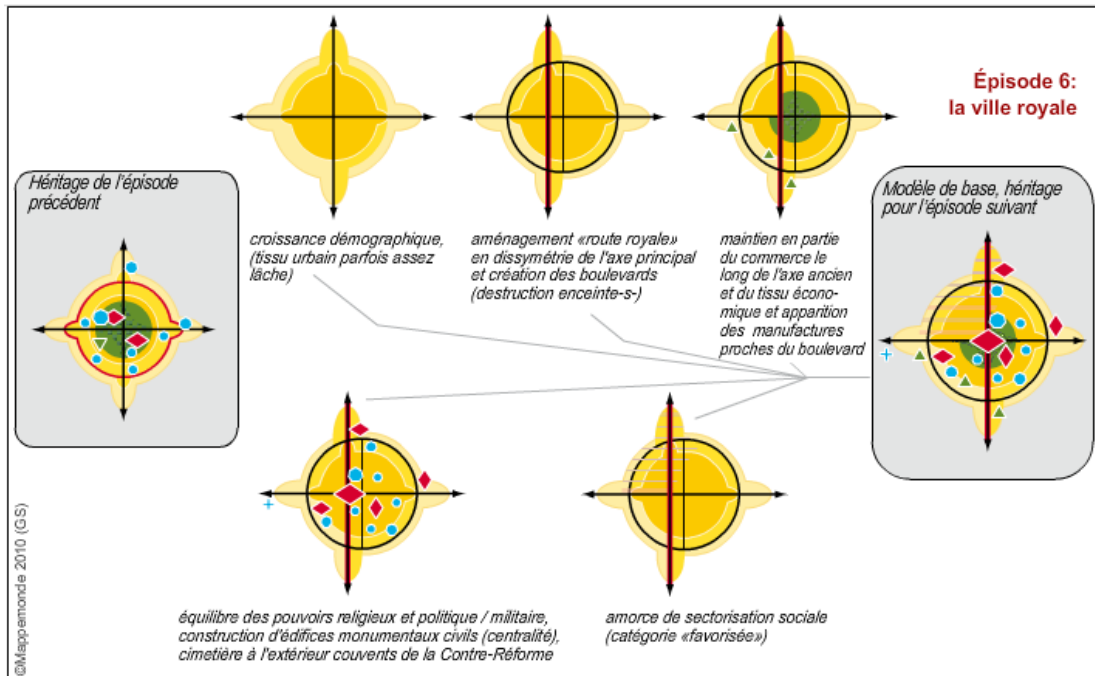 Épisode 6:
la ville royale
Héritage de l'épisode
précédent
croissance démographique,
(tissu urbain parfois assez
lâche)
aménagement «route royale»
en dissymétrie de l'axe principal
et création des boulevards
(destruction enceinte-s-)
maintien en partie
du commerce le
long de l'axe ancien
et du tissu écono-
mique et apparition
des manufactures
proches du boulevard
Modèle de base, héritage
pour l'épisode suivant
équilibre des pouvoirs religieux et politique / militaire,
construction d'édifices monumentaux civils (centralité),
cimetière à l'extérieur couvents de la Contre-Réforme
amorce de sectorisation sociale
(catégorie «favorisée»)
©Mappemonde 2010 (GS)